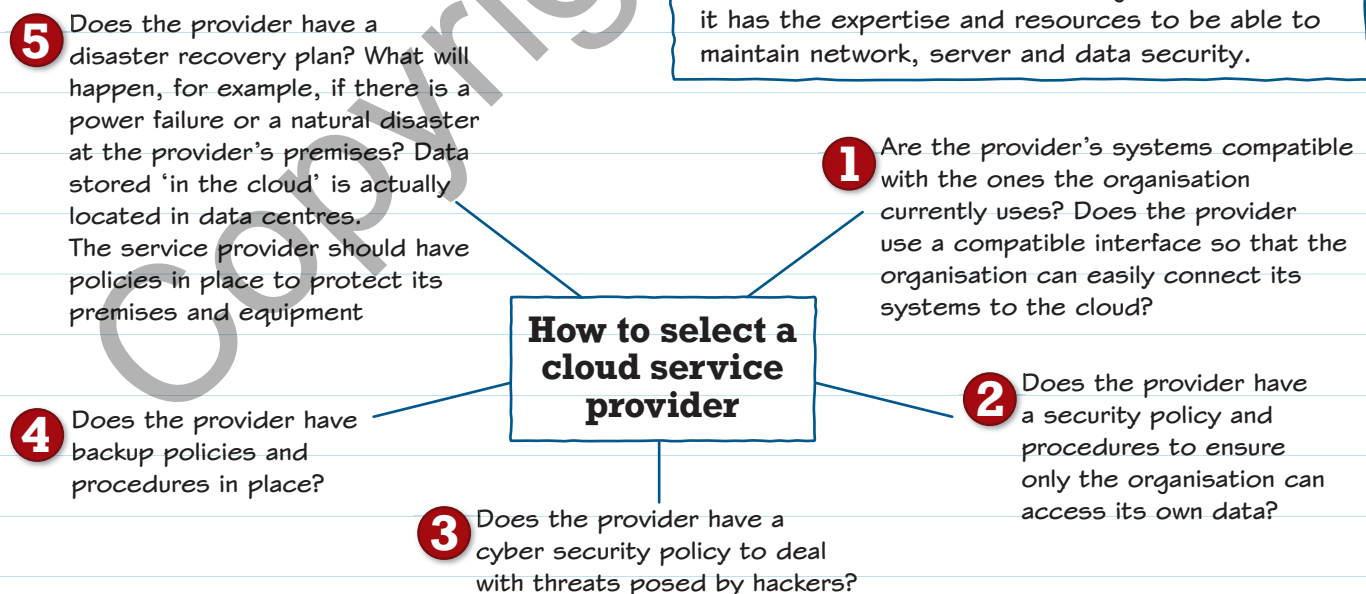 it has the expertise and resources to be able to
maintain network, server and data security.
How to select a
cloud service
provider
1
Are the provider's systems compatible
with the ones the organisation
currently uses? Does the provider
use a compatible interface so that the
organisation can easily connect its
systems to the cloud?
2
Does the provider have
a security policy and
procedures to ensure
only the organisation can
access its own data?
3
Does the provider have a
cyber security policy to deal
with threats posed by hackers?
4
Does the provider have
backup policies and
procedures in place?
5
Does the provider have a
disaster recovery plan? What will
happen, for example, if there is a
power failure or a natural disaster
at the provider's premises? Data
stored 'in the cloud' is actually
located in data centres.
The service provider should have
policies in place to protect its
premises and equipment